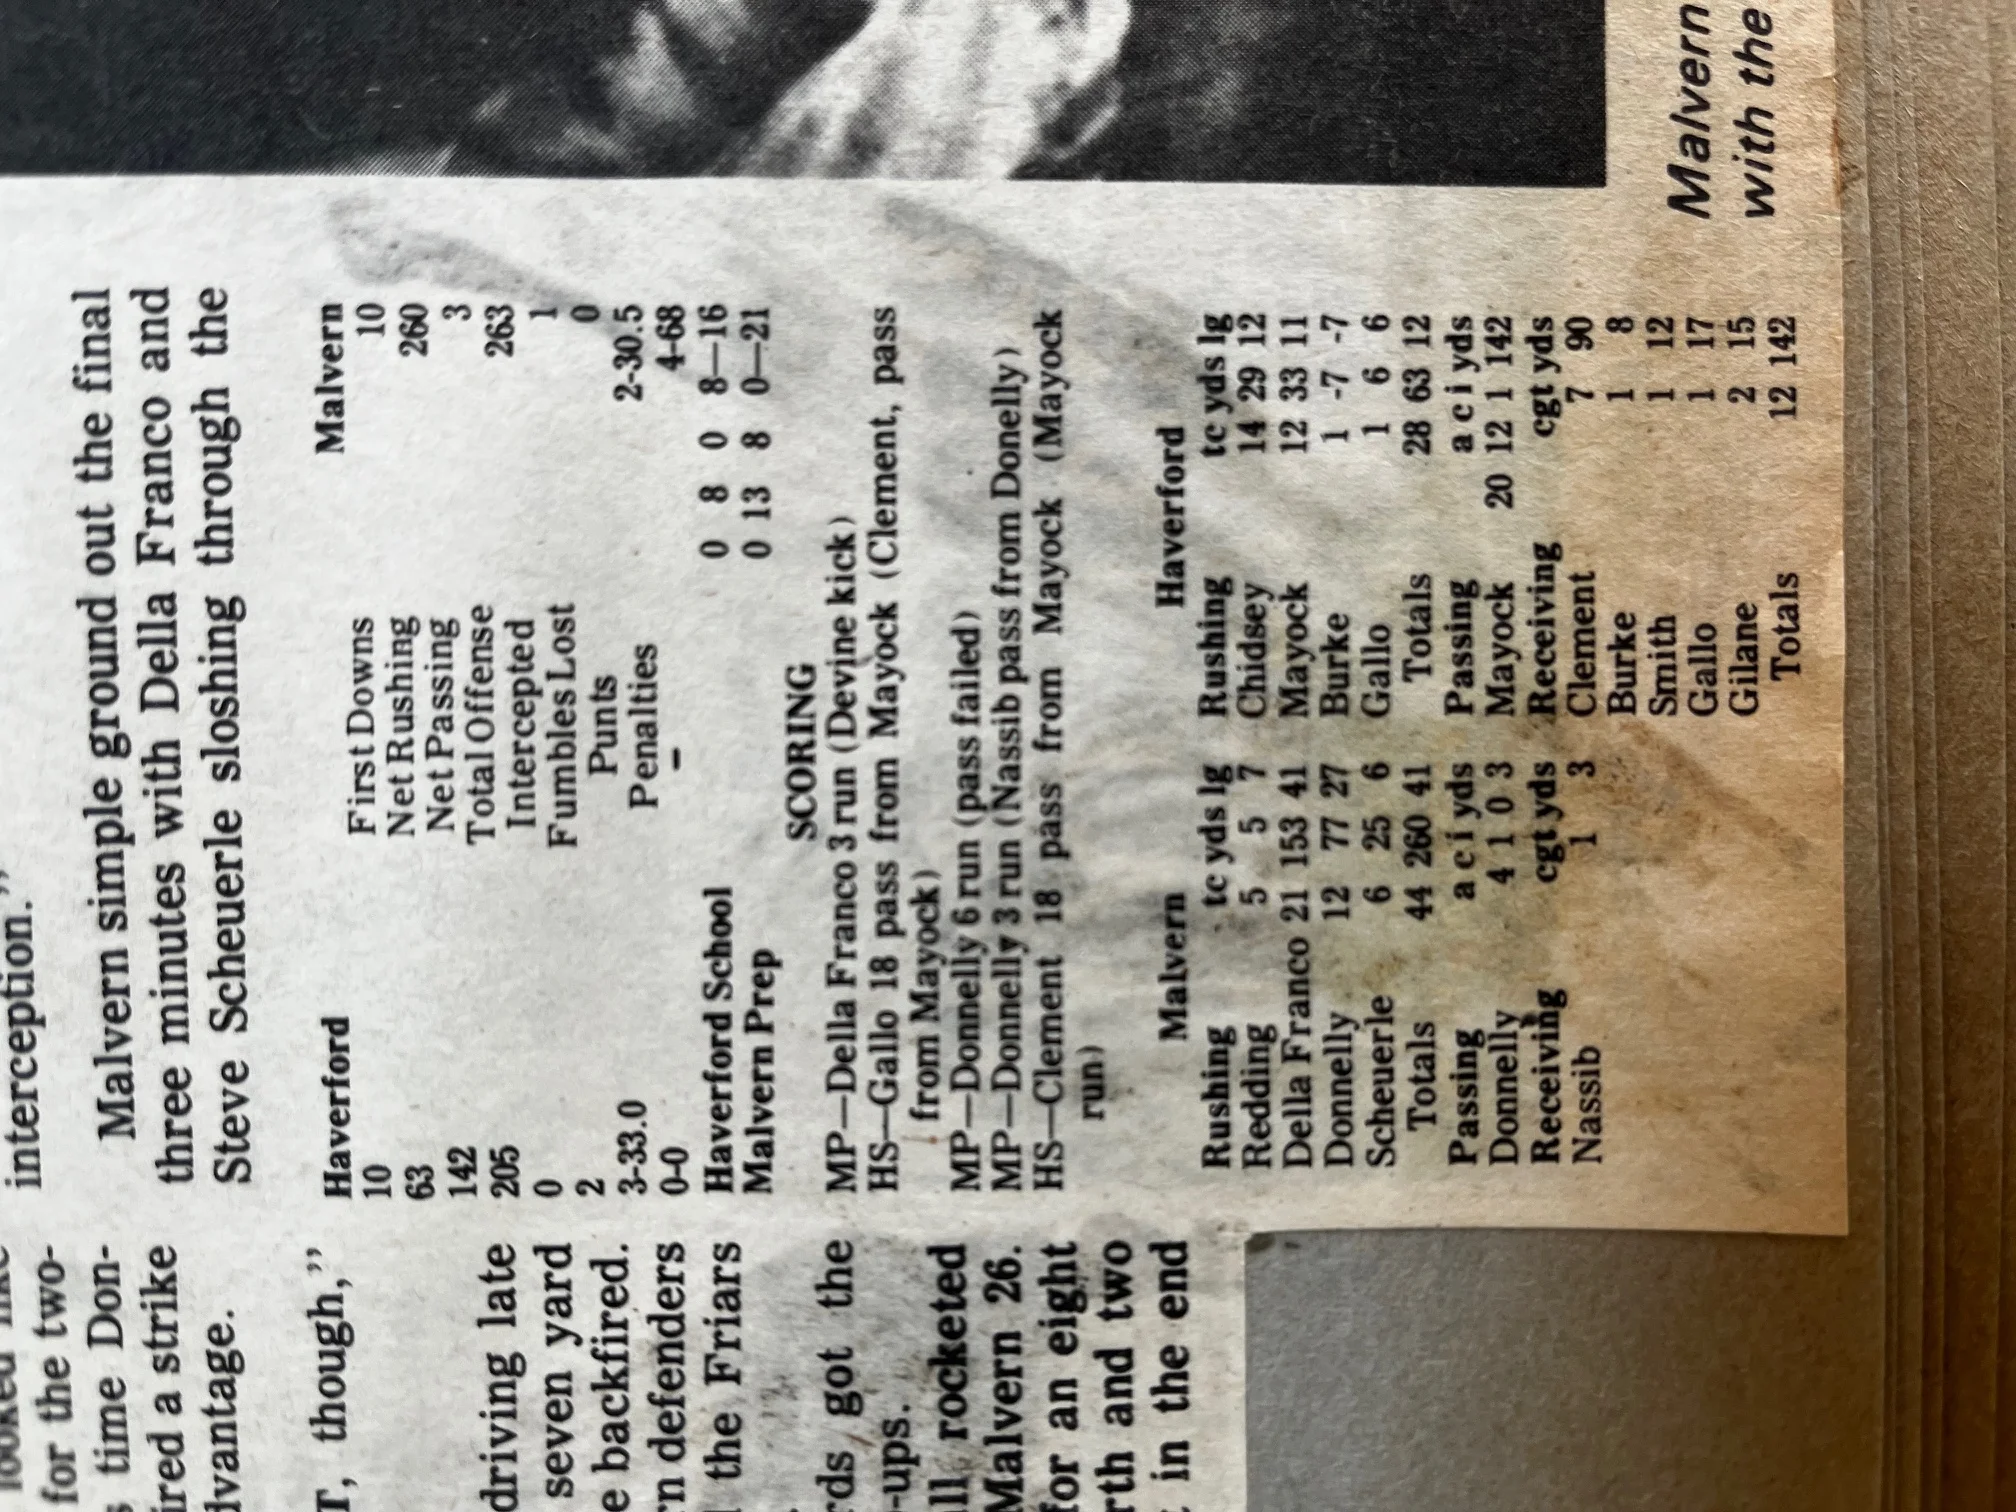 looked like
for the two-
time Don-
ired a strike
dvantage.
T, though,”
driving late
seven yard
e backfired.
rn defenders
the Friars
rds got the
-ups.
ll rocketed
Malvern 26.
for an eight
rth and two
in the end
interception.”
Malvern simple ground out the final
three minutes with Della Franco and
Steve Scheuerle sloshing through the
Haverford Malvern
10 First Downs 10
63 Net Rushing 260
142 Net Passing 3
205 Total Offense 263
0 Intercepted 1
2 Fumbles Lost 0
3-33.0 Punts 2-30.5
0-0 Penalties 4-68
Haverford School 0 8 0 8—16
Malvern Prep 0 13 8 0—21
SCORING
MP—Della Franco 3 run (Devine kick)
HS—Gallo 18 pass from Mayock (Clement, pass
from Mayock)
MP—Donnelly 6 run (pass failed)
MP—Donnelly 3 run (Nassib pass from Donelly)
HS—Clement 18 pass from Mayock (Mayock
run)
Malvern
Rushing tc yds lg
Redding 5 5 7
Della Franco 21 153 41
Donnelly 12 77 27
Scheuerle 6 25 6
Totals 44 260 41
Passing a c i yds
Donnelly 4 1 0 3
Receiving cgt yds
Nassib 1 3
Haverford
Rushing tc yds lg
Chidsey 14 29 12
Mayock 12 33 11
Burke 1 -7 -7
Gallo 1 6 6
Totals 28 63 12
Passing a c i yds
Mayock 20 12 1 142
Receiving cgt yds
Clement 7 90
Burke 1 8
Smith 1 12
Gallo 1 17
Gilane 2 15
Totals 12 142
Malvern
with the